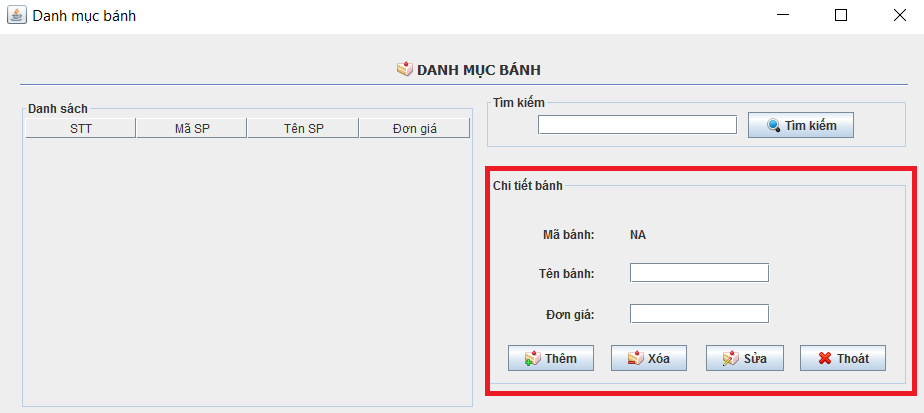 Danh mục bánh
DANH MỤC BÁNH
Danh sách
STT Mã SP Tên SP Đơn giá
Tìm kiếm
Tìm kiếm
Chi tiết bánh
Mã bánh: NA
Tên bánh:
Đơn giá:
Thêm Xóa Sửa Thoát